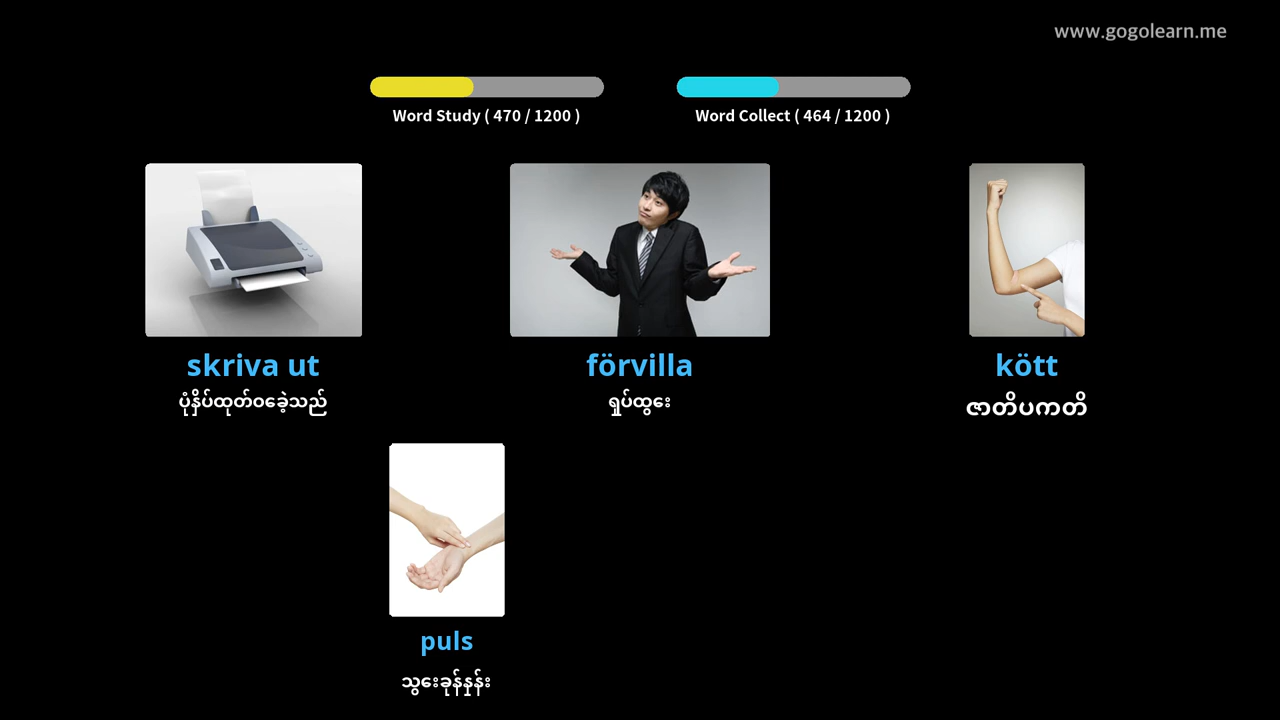 www.gogolearn.me
Word Study ( 470 / 1200 )
Word Collect ( 464 / 1200 )
skriva ut
förvilla
kött
ပုံနှိပ်ထုတ်ဝေခဲ့သည်
ရှုပ်ထွေး
ဇာတိပကတိ
puls
သွေးခုန်နှုန်း